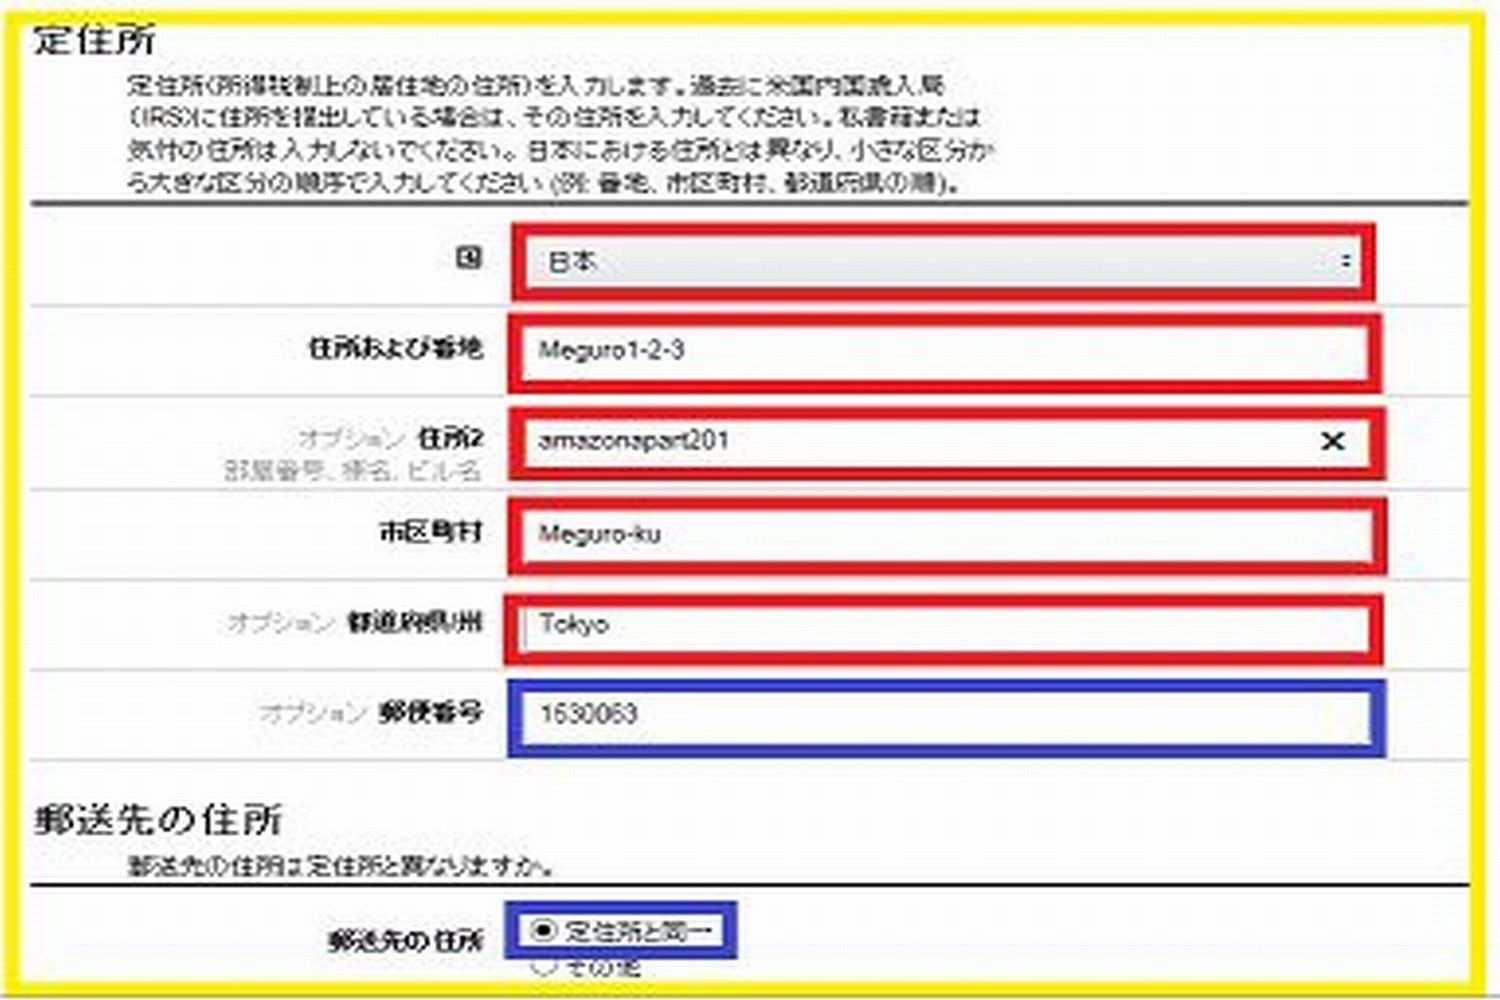 定住所
定住所(所得税制上の居住地の住所)を入力します。過去に米国内国歳入局
(IRS)に住所を提出している場合は、その住所を入力してください。私書箱または
気付の住所は入力しないでください。日本における住所とは異なり、小さな区分か
ら大きな区分の順序で入力してください (例: 番地、市区町村、都道府県の順)。
国 日本
住所および番地 Meguro1-2-3
オプション 住所2 amazonapart201 ×
部屋番号、棟名、ビル名
市区町村 Meguro-ku
オプション 都道府県/州 Tokyo
オプション 郵便番号 1530063
郵送先の住所
郵送先の住所は定住所と異なりますか。
郵送先の住所 定住所と同一
その他